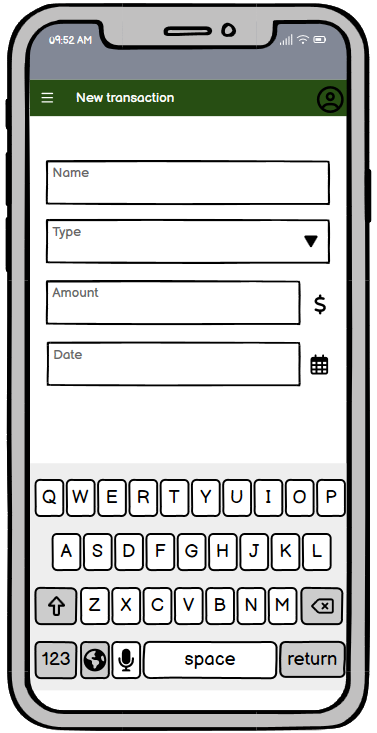 09:52 AM
New transaction
Name
Type
Amount
$
Date
Q W E R T Y U I O P
A S D F G H J K L
Z X C V B N M
123 space return